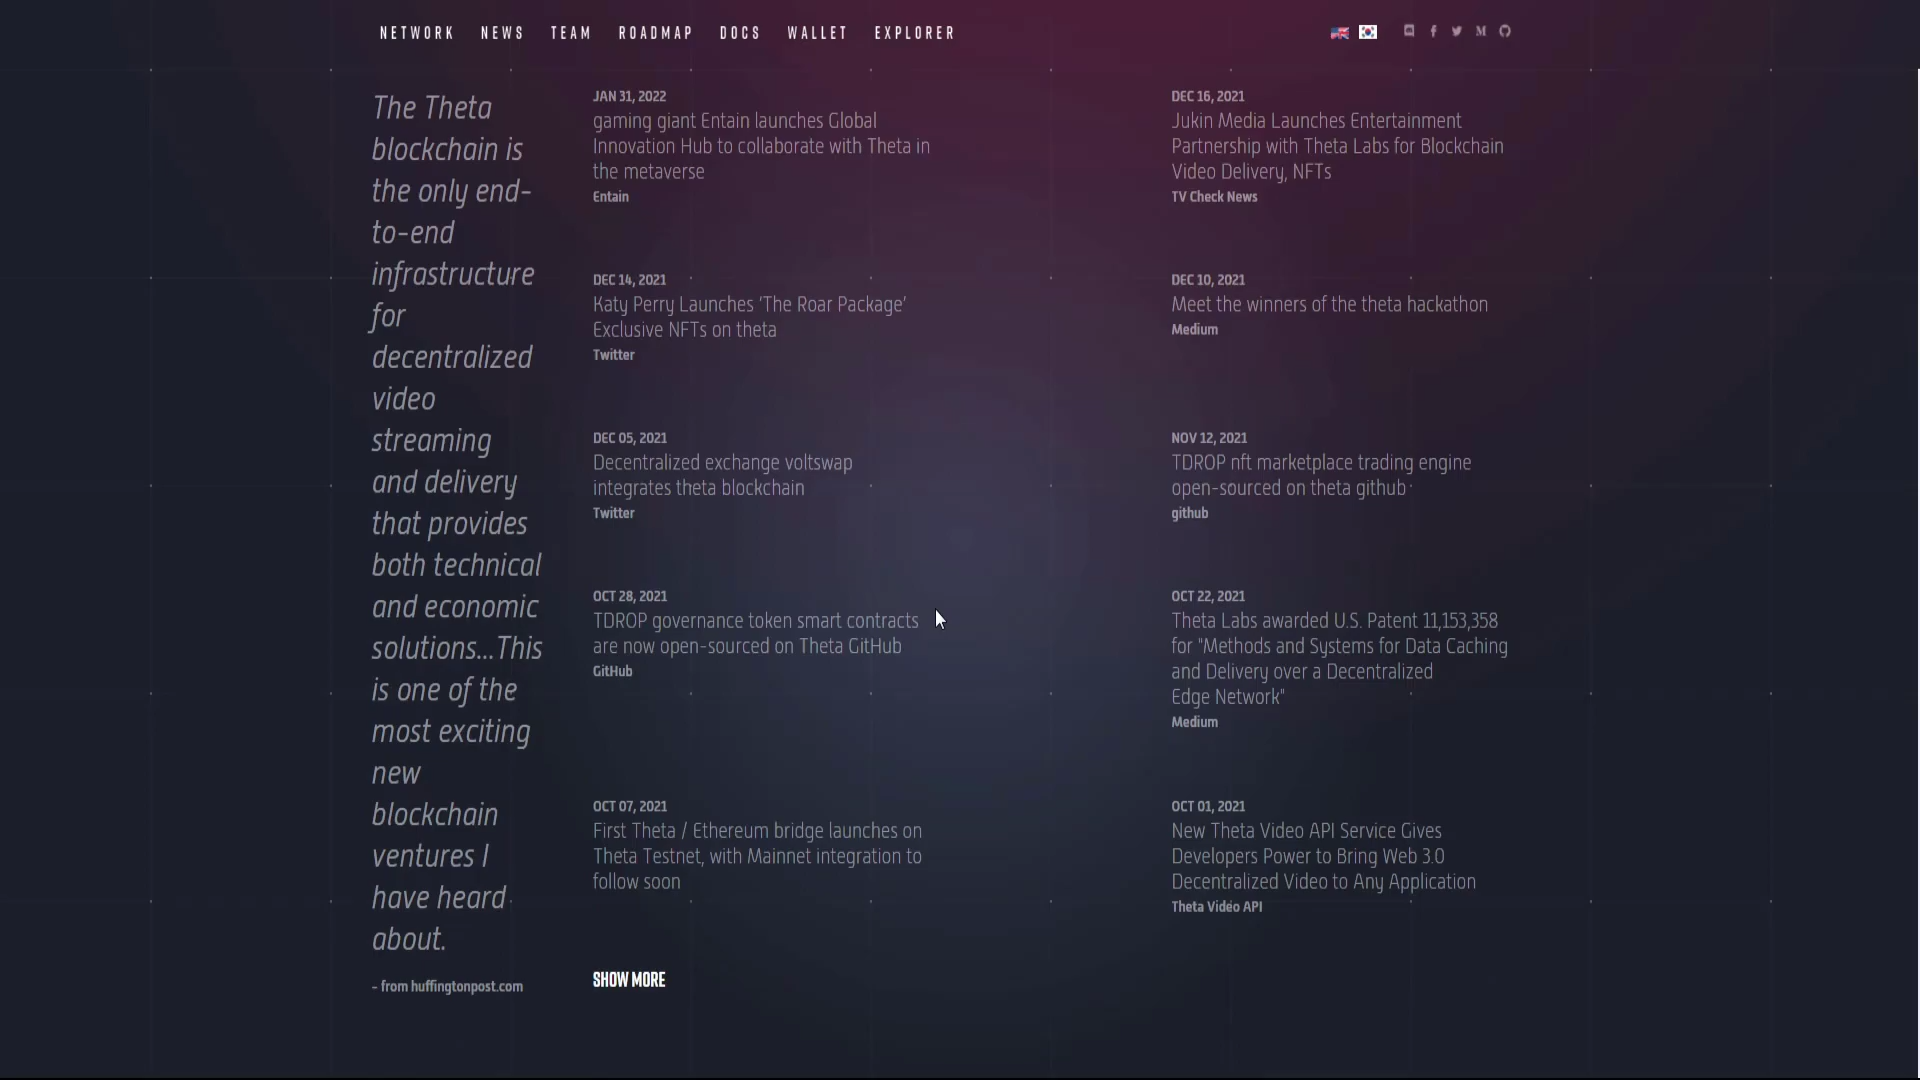 NETWORK NEWS TEAM ROADMAP DOCS WALLET EXPLORER
The Theta
blockchain is
the only end-
to-end
infrastructure
for
decentralized
video
streaming
and delivery
that provides
both technical
and economic
solutions...This
is one of the
most exciting
new
blockchain
ventures I
have heard
about.
- from huffingtonpost.com
JAN 31, 2022
gaming giant Entain launches Global
Innovation Hub to collaborate with Theta in
the metaverse
Entain
DEC 16, 2021
Jukin Media Launches Entertainment
Partnership with Theta Labs for Blockchain
Video Delivery, NFTs
TV Check News
DEC 14, 2021
Katy Perry Launches ‘The Roar Package’
Exclusive NFTs on theta
Twitter
DEC 10, 2021
Meet the winners of the theta hackathon
Medium
DEC 05, 2021
Decentralized exchange voltswap
integrates theta blockchain
Twitter
NOV 12, 2021
TDROP nft marketplace trading engine
open-sourced on theta github
github
OCT 28, 2021
TDROP governance token smart contracts
are now open-sourced on Theta GitHub
GitHub
OCT 22, 2021
Theta Labs awarded U.S. Patent 11,153,358
for "Methods and Systems for Data Caching
and Delivery over a Decentralized
Edge Network"
Medium
OCT 07, 2021
First Theta / Ethereum bridge launches on
Theta Testnet, with Mainnet integration to
follow soon
OCT 01, 2021
New Theta Video API Service Gives
Developers Power to Bring Web 3.0
Decentralized Video to Any Application
Theta Video API
SHOW MORE